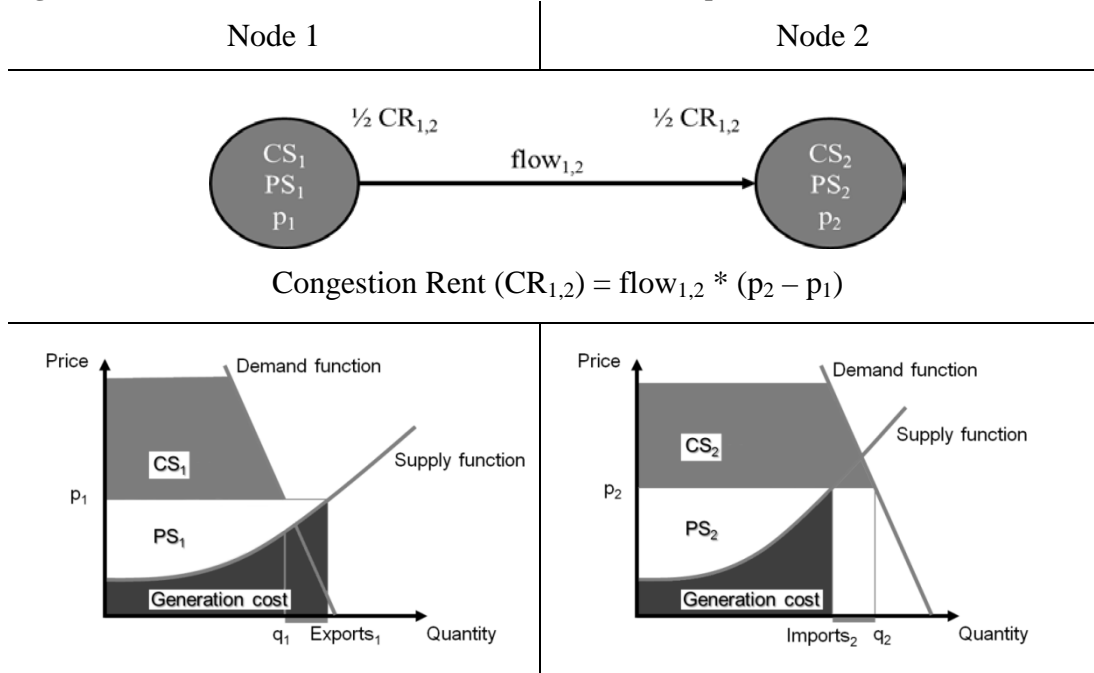 Node 1
Node 2
½ CR1,2
½ CR1,2
CS1
PS1
p1
flow1,2
CS2
PS2
p2
Congestion Rent (CR1,2) = flow1,2 * (p2 – p1)
Price
Demand function
CS1
Supply function
p1
PS1
Generation cost
q1
Exports1
Quantity
Price
Demand function
CS2
Supply function
p2
PS2
Generation cost
Imports2
q2
Quantity